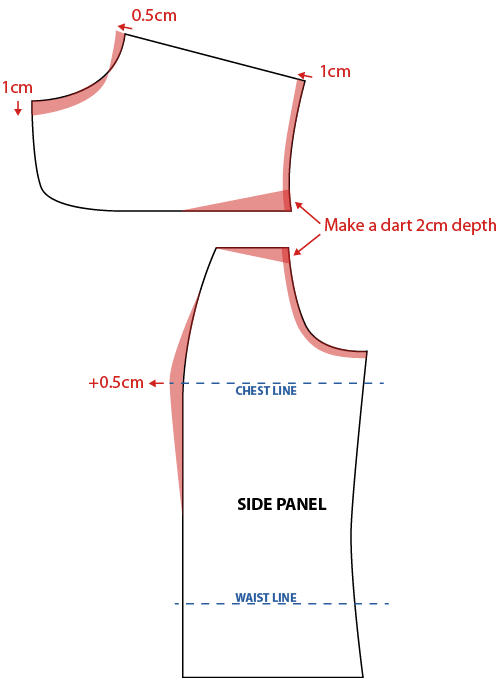 0.5cm
1cm
1cm
Make a dart 2cm depth
+0.5cm
CHEST LINE
SIDE PANEL
WAIST LINE